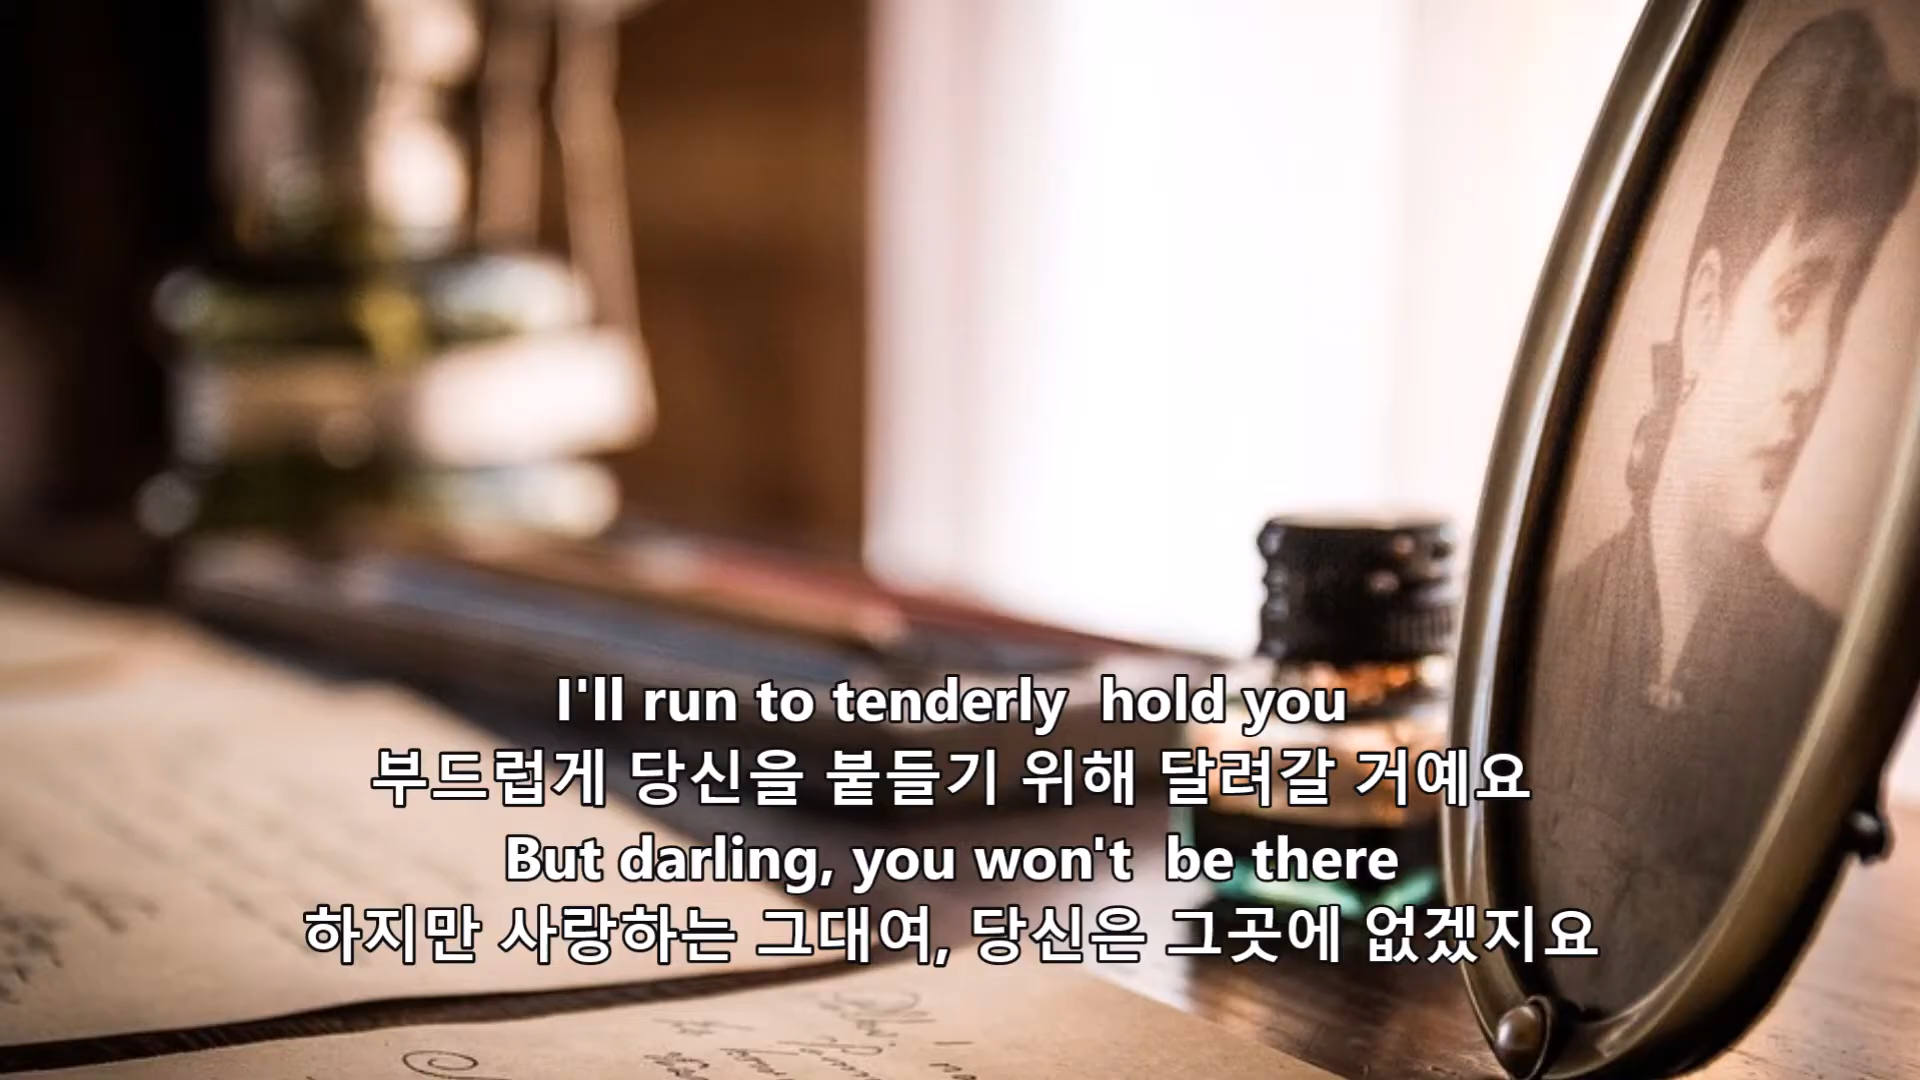 I'll run to tenderly hold you
부드럽게 당신을 붙들기 위해 달려갈 거예요
But darling, you won't be there
하지만 사랑하는 그대여, 당신은 그곳에 없겠지요